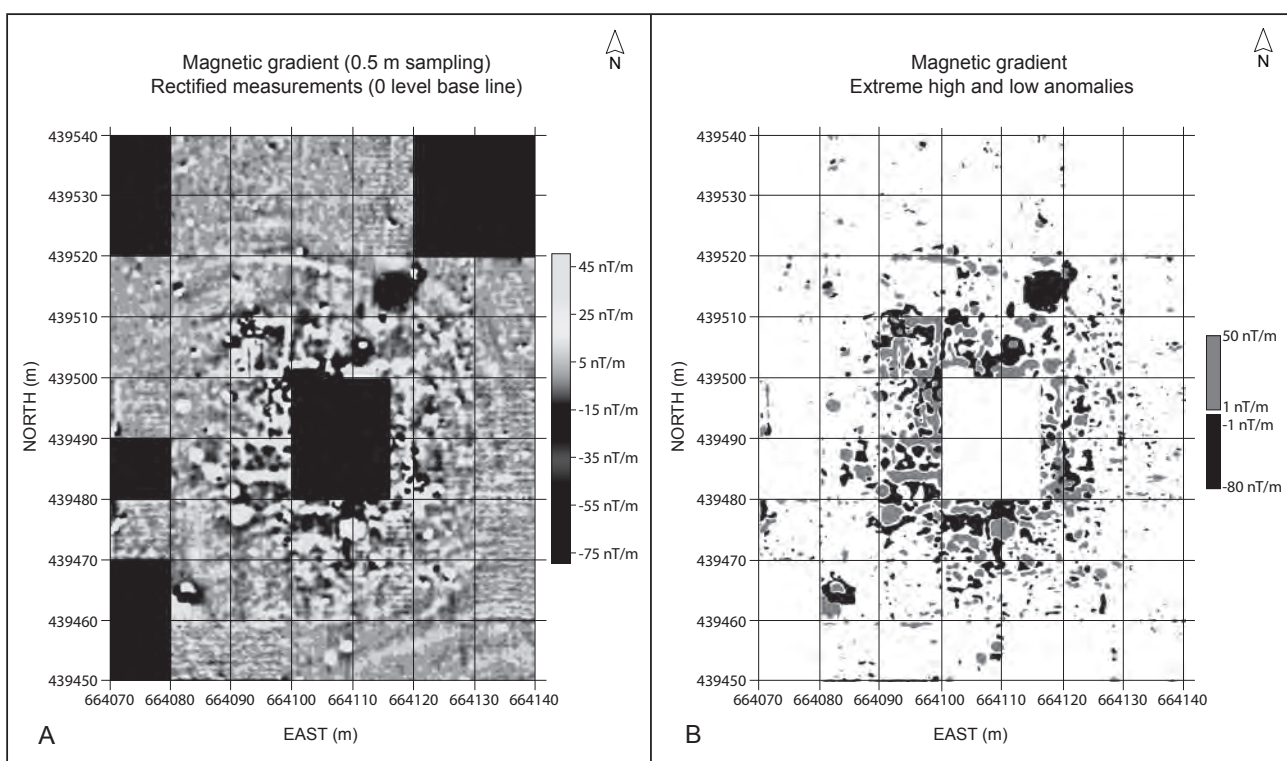 Magnetic gradient (0.5 m sampling)
Rectified measurements (0 level base line)
N
439540
439530
439520
439510
439500
439490
439480
439470
439460
439450
NORTH (m)
45 nT/m
25 nT/m
5 nT/m
-15 nT/m
-35 nT/m
-55 nT/m
-75 nT/m
664070 664080 664090 664100 664110 664120 664130 664140
EAST (m)
A
Magnetic gradient
Extreme high and low anomalies
N
439540
439530
439520
439510
439500
439490
439480
439470
439460
439450
NORTH (m)
50 nT/m
1 nT/m
-1 nT/m
-80 nT/m
664070 664080 664090 664100 664110 664120 664130 664140
EAST (m)
B